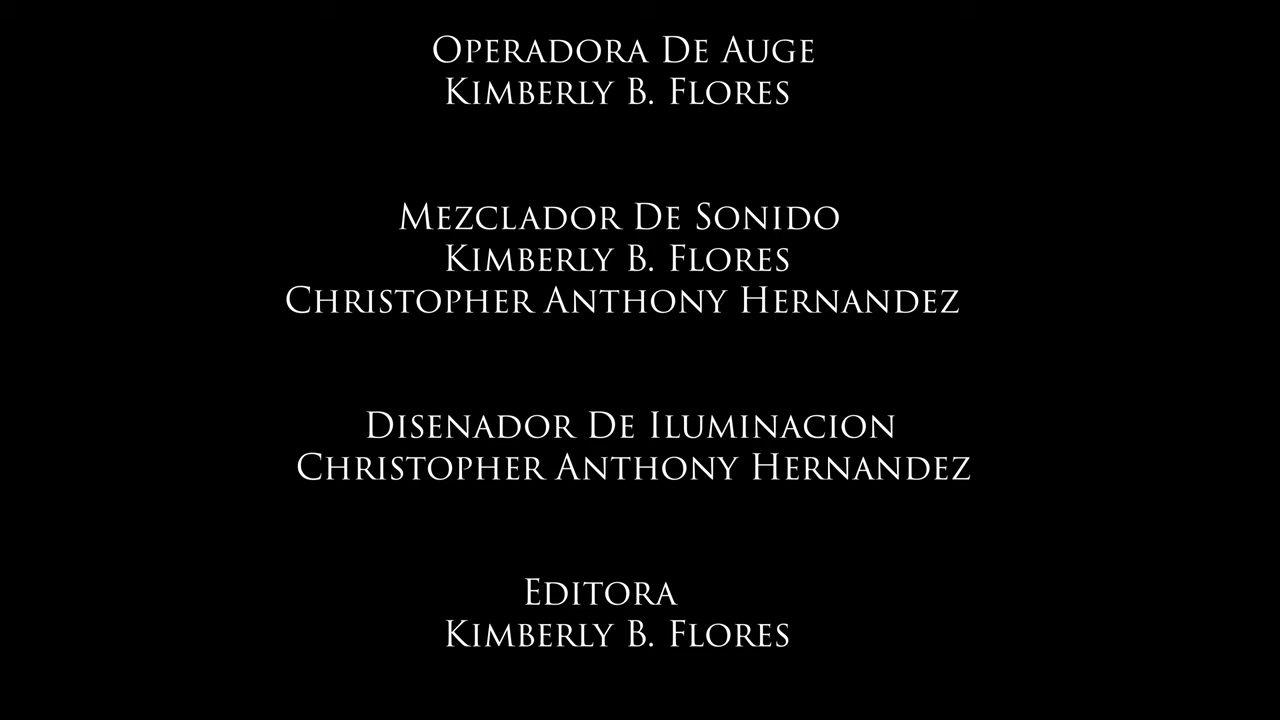 Operadora De Auge
Kimberly B. Flores
Mezclador De Sonido
Kimberly B. Flores
Christopher Anthony Hernandez
Disenador De Iluminacion
Christopher Anthony Hernandez
Editora
Kimberly B. Flores